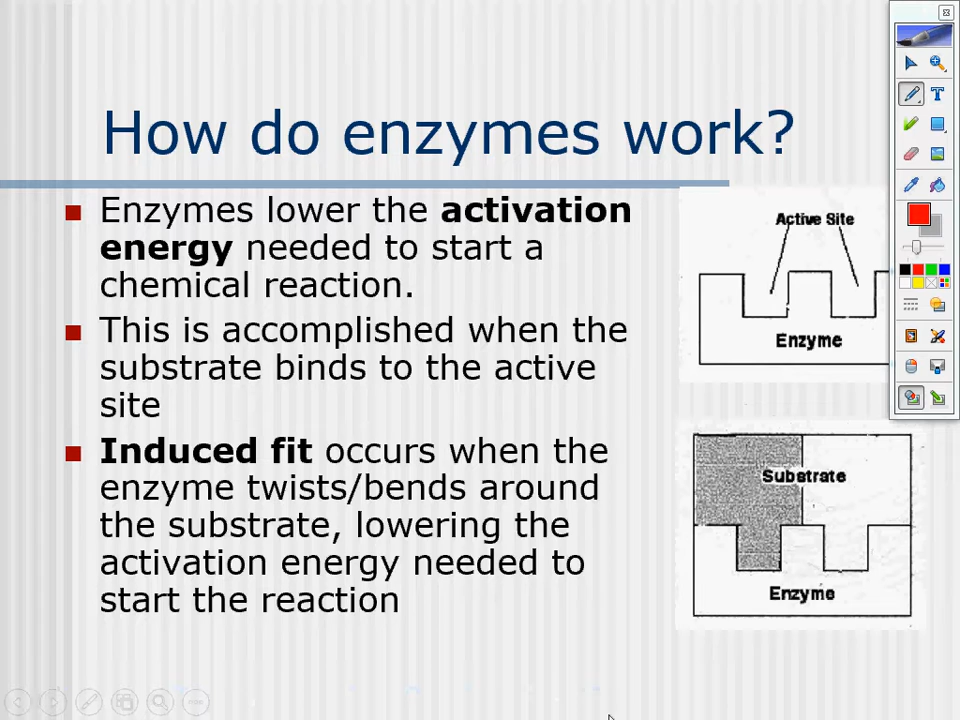 How do enzymes work?
Enzymes lower the activation
energy needed to start a
chemical reaction.
This is accomplished when the
substrate binds to the active
site
Induced fit occurs when the
enzyme twists/bends around
the substrate, lowering the
activation energy needed to
start the reaction
Active Site
Enzyme
Substrate
Enzyme
T